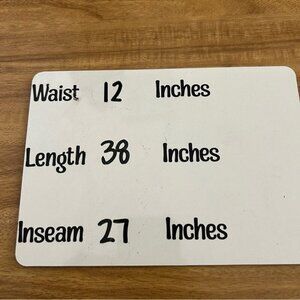 Waist 12 Inches
Length 38 Inches
Inseam 27 Inches